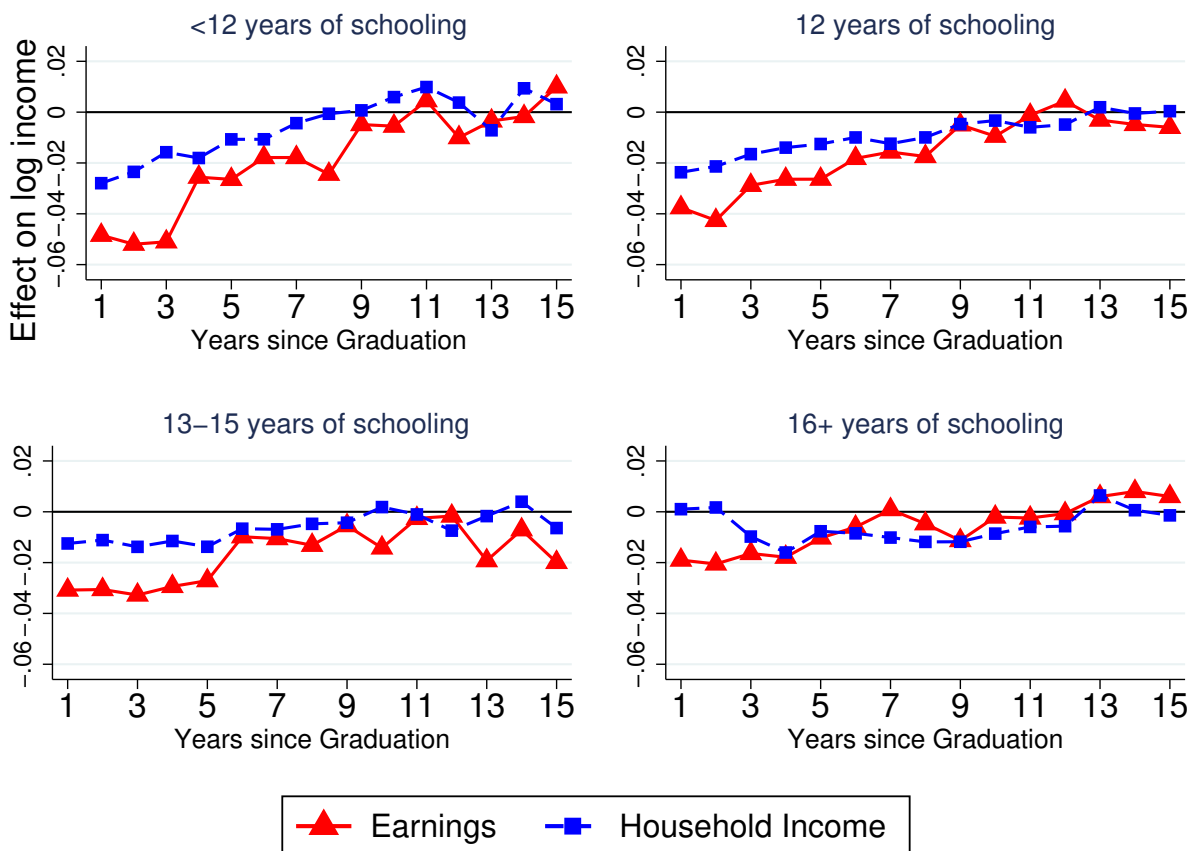 <12 years of schooling
12 years of schooling
Effect on log income
.02
0
−.02
−.04
−.06
1 3 5 7 9 11 13 15
Years since Graduation
.02
0
−.02
−.04
−.06
1 3 5 7 9 11 13 15
Years since Graduation
13−15 years of schooling
16+ years of schooling
.02
0
−.02
−.04
−.06
1 3 5 7 9 11 13 15
Years since Graduation
.02
0
−.02
−.04
−.06
1 3 5 7 9 11 13 15
Years since Graduation
Earnings Household Income